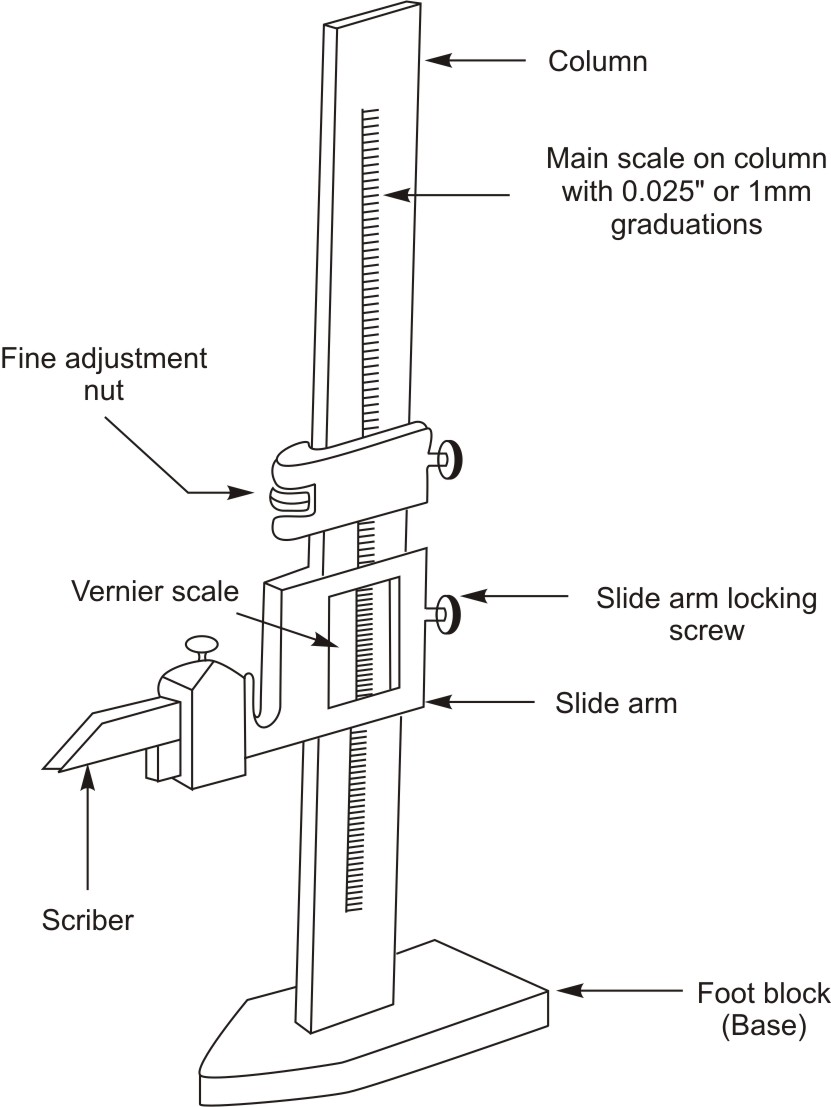 Column
Main scale on column
with 0.025" or 1mm
graduations
Fine adjustment
nut
Vernier scale
Slide arm locking
screw
Slide arm
Scriber
Foot block
(Base)